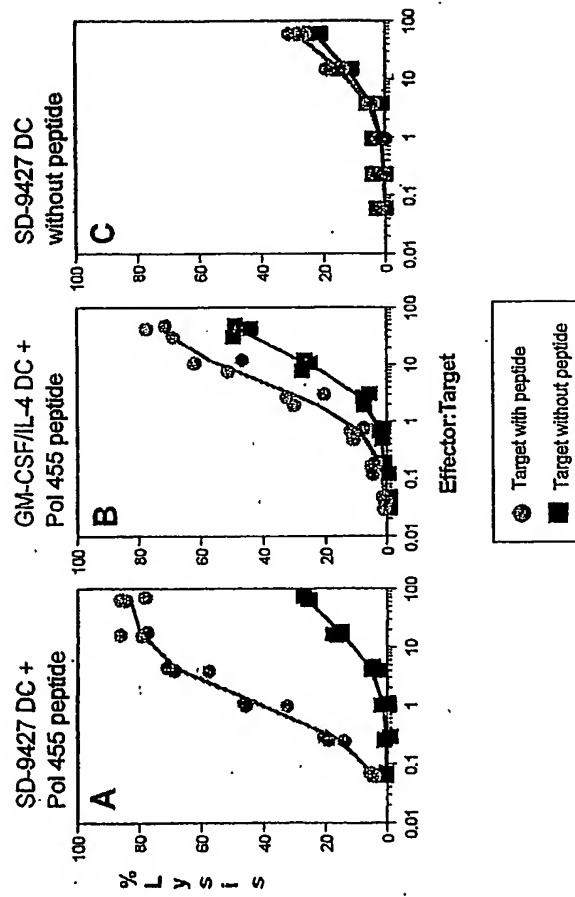 SD-9427 DC +
Pol 455 peptide
GM-CSF/IL-4 DC +
Pol 455 peptide
SD-9427 DC
without peptide
A
B
C
% Lysis
100
80
60
40
20
0
0.01
0.1
1
10
100
100
80
60
40
20
0
0.01
0.1
1
10
100
100
80
60
40
20
0
0.01
0.1
1
10
100
Effector:Target
Target with peptide
Target without peptide